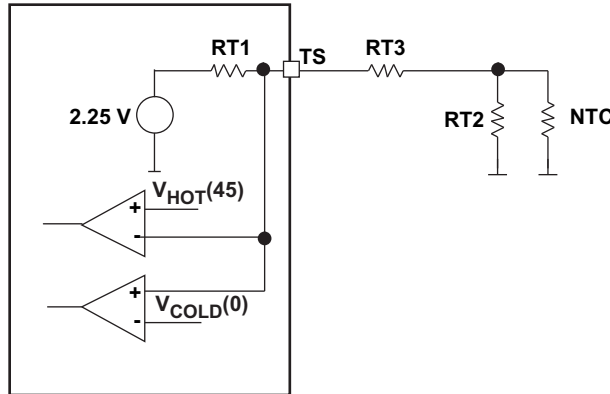 RT1
TS
RT3
2.25 V
RT2
NTC
V_HOT(45)
+
-
V_COLD(0)
+
-